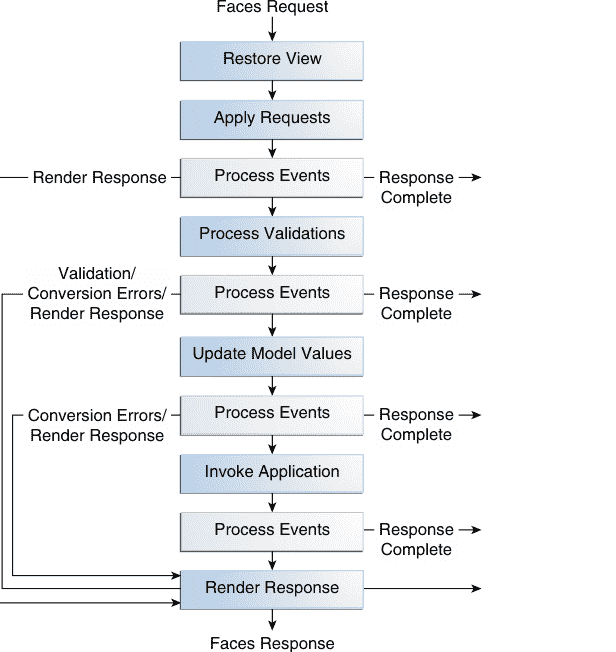 Faces Request
Restore View
Apply Requests
Render Response
Process Events
Response
Complete
Process Validations
Validation/
Conversion Errors/
Render Response
Process Events
Response
Complete
Update Model Values
Conversion Errors/
Render Response
Process Events
Response
Complete
Invoke Application
Process Events
Response
Complete
Render Response
Faces Response